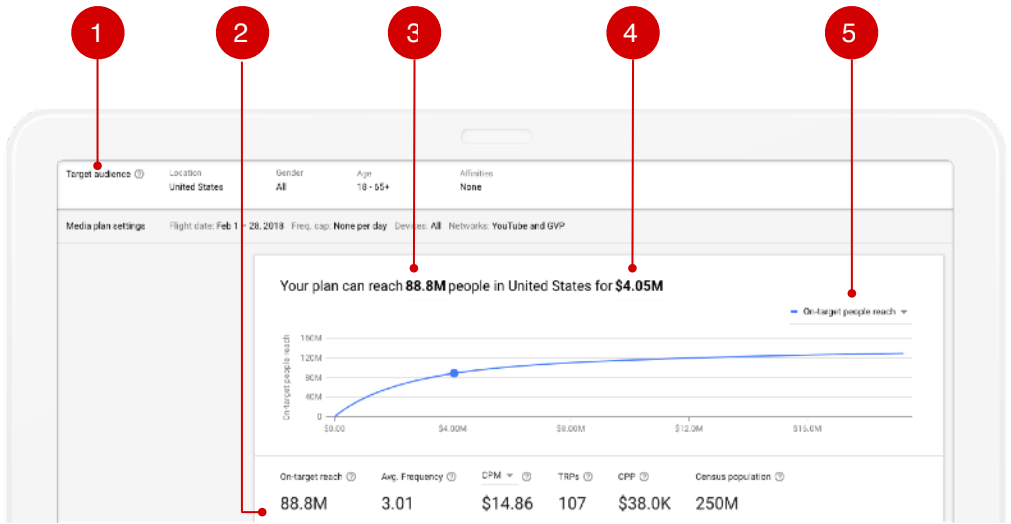 1 2 3 4 5
Target audience Location Gender Age Affinities
United States All 18 - 65+ None
Media plan settings Flight date: Feb 1 - 28, 2018 Freq. cap: None per day Devices: All Networks: YouTube and GVP
Your plan can reach 88.8M people in United States for $4.05M
On-target people reach
On-target people reach
160M
120M
80M
40M
0
$0.00 $4.00M $8.00M $12.0M $16.0M
On-target reach Avg. Frequency CPM TRPs CPP Census population
88.8M 3.01 $14.86 107 $38.0K 250M